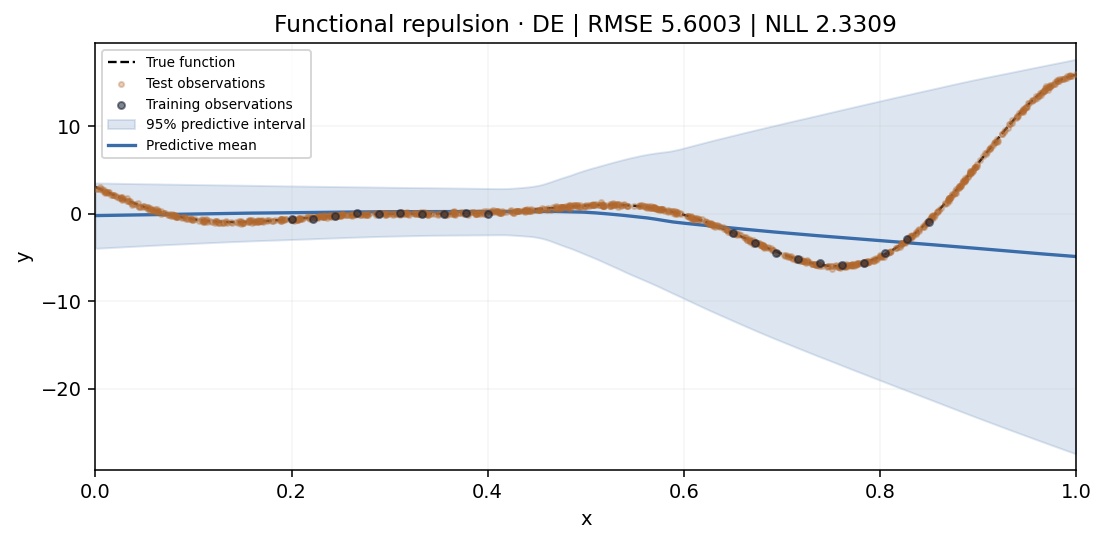 Functional repulsion · DE | RMSE 5.6003 | NLL 2.3309
True function
Test observations
Training observations
95% predictive interval
Predictive mean
y
10
0
−10
−20
0.0 0.2 0.4 0.6 0.8 1.0
x